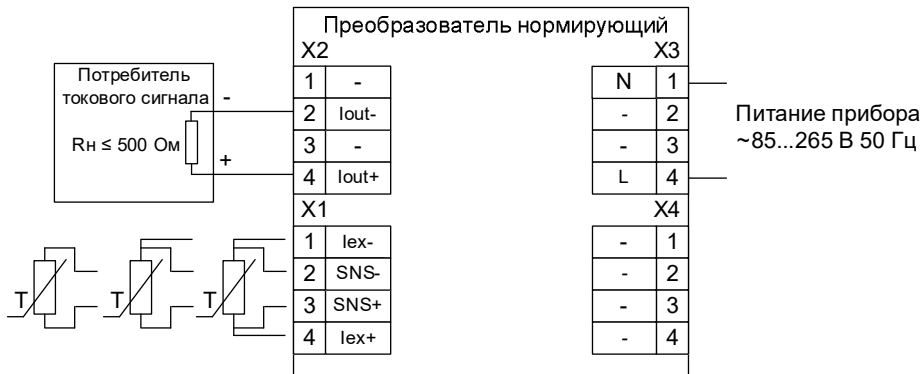 Преобразователь нормирующий
X2 X3
Потребитель
токового сигнала
Rн ≤ 500 Ом
-
+
1 -
2 Iout-
3 -
4 Iout+
N 1
- 2
- 3
L 4
Питание прибора
~85...265 В 50 Гц
X1 X4
T T T
1 Iex-
2 SNS-
3 SNS+
4 Iex+
- 1
- 2
- 3
- 4